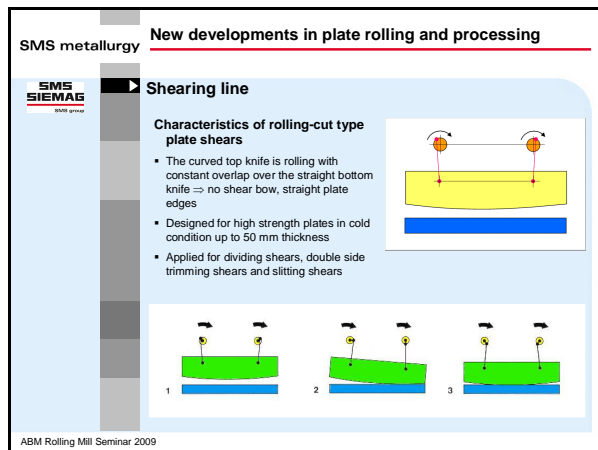 SMS metallurgy
New developments in plate rolling and processing
SMS
SIEMAG
SMS group
Shearing line
Characteristics of rolling-cut type
plate shears
▪ The curved top knife is rolling with
constant overlap over the straight bottom
knife ⇒ no shear bow, straight plate
edges
▪ Designed for high strength plates in cold
condition up to 50 mm thickness
▪ Applied for dividing shears, double side
trimming shears and slitting shears
1 2 3
ABM Rolling Mill Seminar 2009